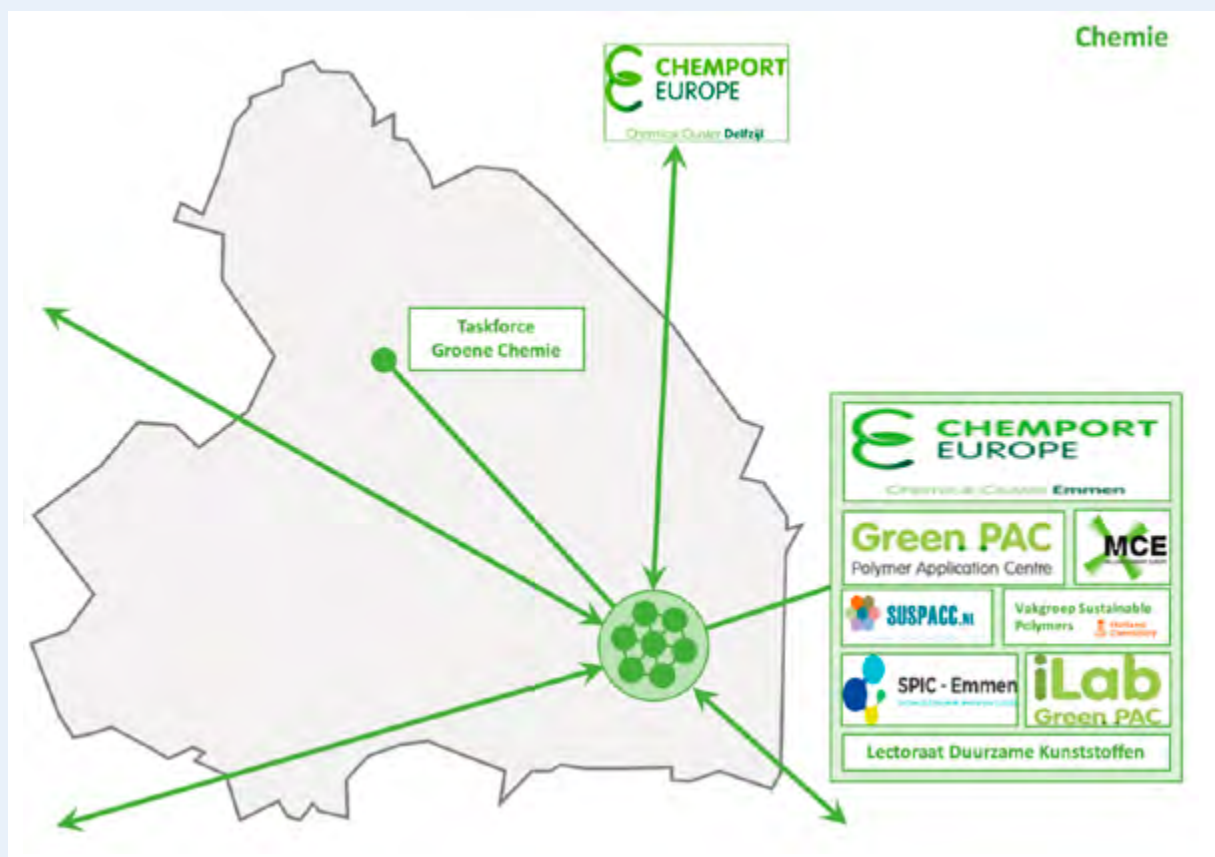 Chemie
CHEMPORT
EUROPE
Chemical Cluster Delfzijl
Taskforce
Groene Chemie
CHEMPORT
EUROPE
Chemical Cluster Emmen
Green PAC
Polymer Application Centre
MCE
SUSPACC.NL
Vakgroep Sustainable
Polymers
SPIC - Emmen
iLab
Green PAC
Lectoraat Duurzame Kunststoffen